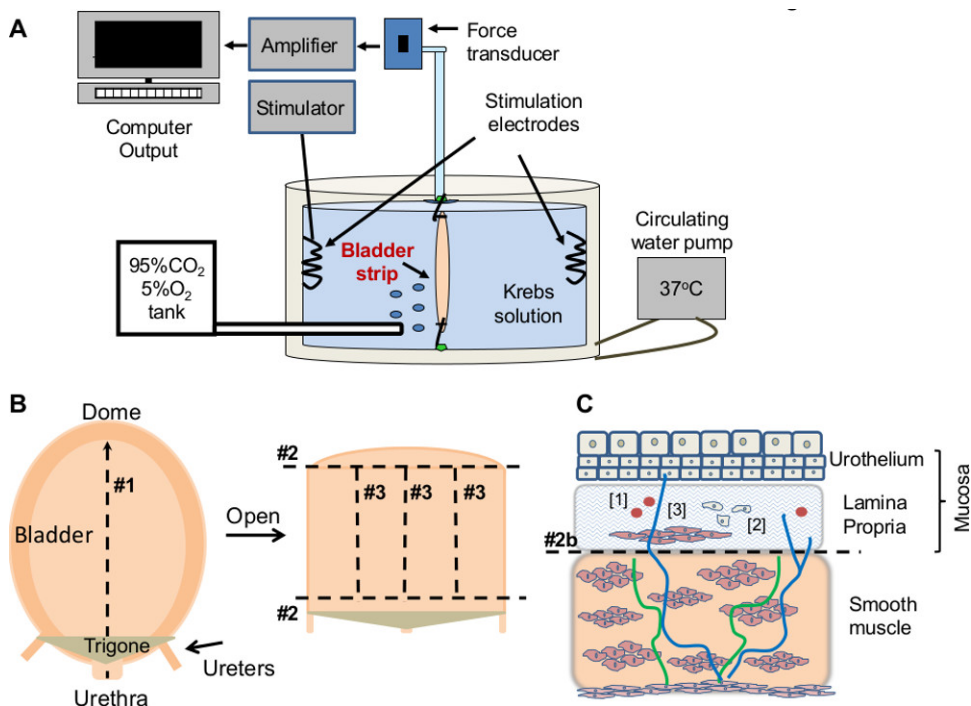 A
Amplifier
Force
transducer
Stimulator
Stimulation
electrodes
Computer
Output
Circulating
water pump
Bladder
strip
95%CO2
5%O2
tank
Krebs
solution
37°C
B
Dome
#1
Bladder
Trigone
Ureters
Urethra
Open
#2
#3
#3
#3
#2
C
Urothelium
Mucosa
[1]
[3]
[2]
Lamina
Propria
#2b
Smooth
muscle